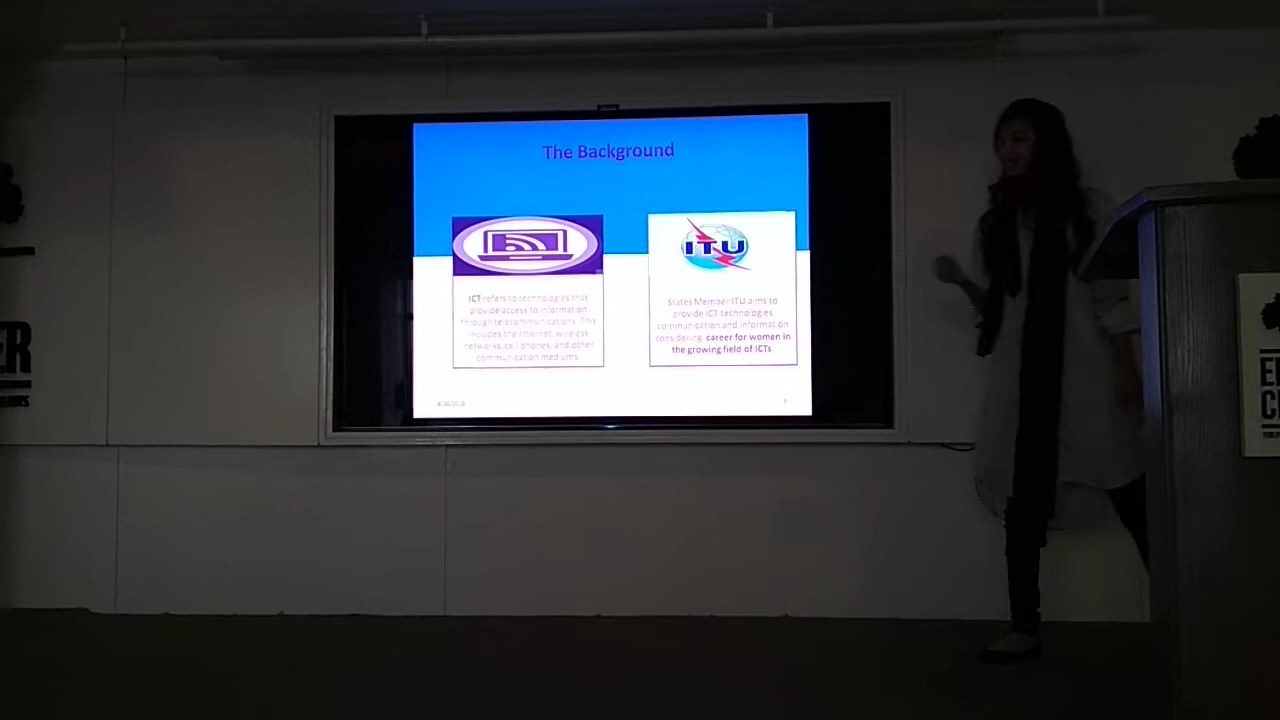 The Background
ITU
ICT refers to technologies that
provide access to information
through telecommunications. This
includes the Internet, wireless
networks, cell phones, and other
communication mediums.
States Member ITU aims to
provide ICT technologies
communication and information
considering career for women in
the growing field of ICTs
5
ER